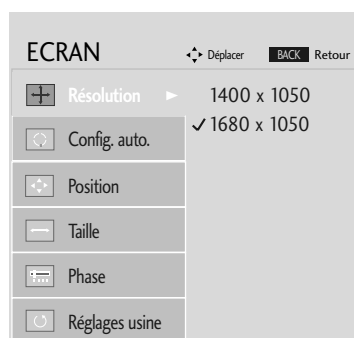 ECRAN Déplacer BACK Retour
Résolution 1400 x 1050
✓ 1680 x 1050
Config. auto.
Position
Taille
Phase
Réglages usine